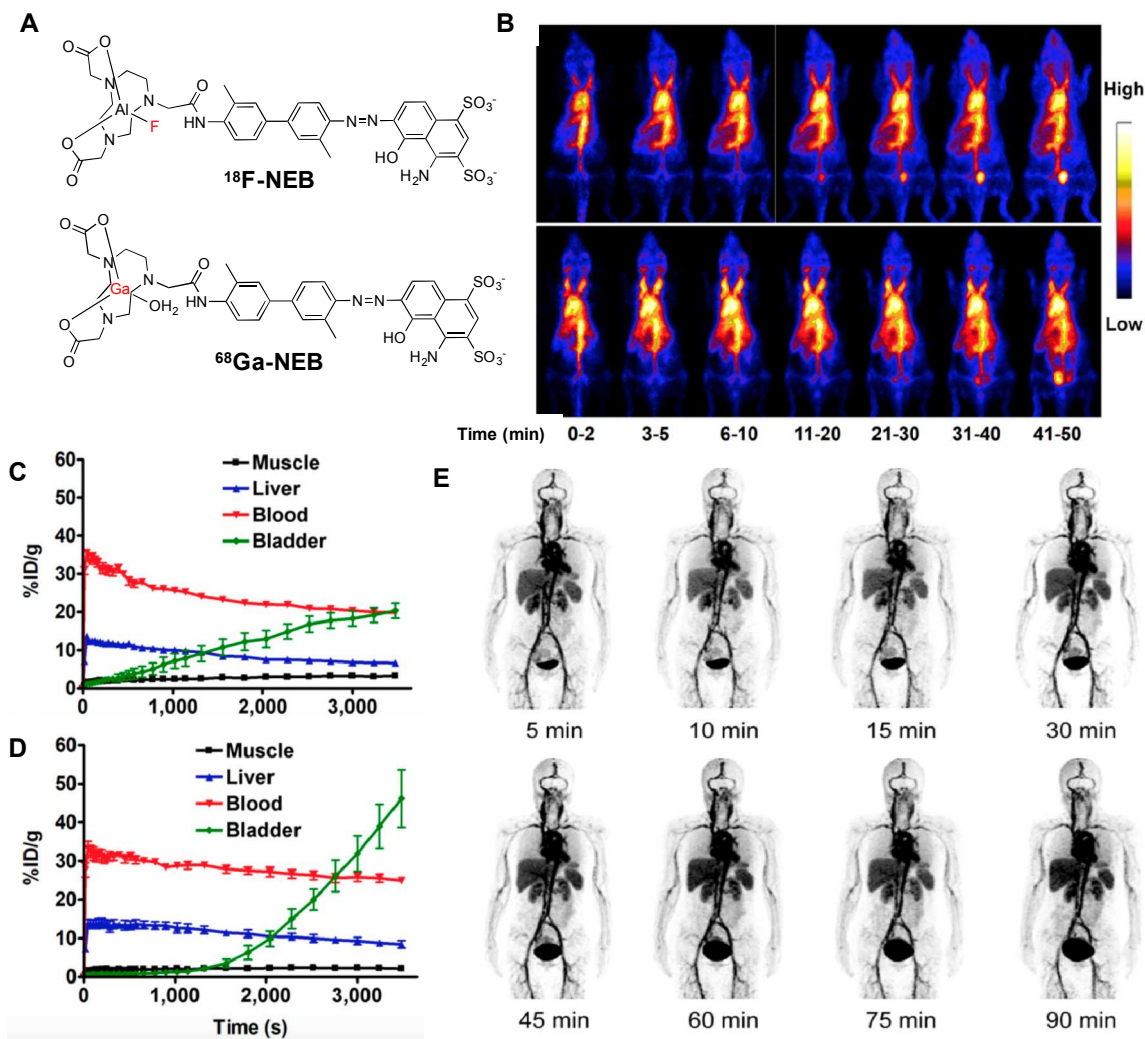 A
O
O
N
N
O
Al
N
F
HN
O
O
N=N
SO₃⁻
HO
H₂N
SO₃⁻
¹⁸F-NEB
O
O
N
N
O
Ga
OH₂
N
HN
O
O
N=N
SO₃⁻
HO
H₂N
SO₃⁻
⁶⁸Ga-NEB
B
High
Low
Time (min) 0-2 3-5 6-10 11-20 21-30 31-40 41-50
C
60
50
40
30
20
10
0
%ID/g
Muscle
Liver
Blood
Bladder
0 1,000 2,000 3,000
D
60
50
40
30
20
10
0
%ID/g
Muscle
Liver
Blood
Bladder
0 1,000 2,000 3,000
Time (s)
E
5 min 10 min 15 min 30 min
45 min 60 min 75 min 90 min